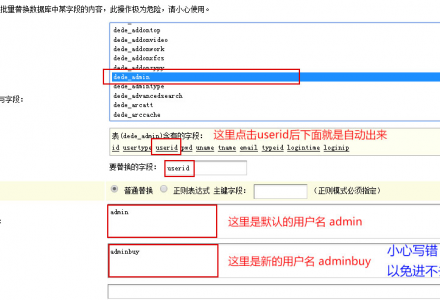 批量替换数据库中某字段的内容，此操作极为危险，请小心使用。
dede_addontop
dede_addonvideo
dede_addonwork
dede_addonxfcs
dede_admin
dede_admintype
dede_advancedsearch
dede_arcatt
dede_arccache
与字段：
表(dede_admin)含有的字段： 这里点击userid后下面就是自动出来
id usertype userid pwd uname tname email typeid logintime loginip
要替换的字段： userid
普通替换 正则表达式 主键字段： （正则模式必须指定）
：
admin
这里是默认的用户名 admin
adminbuy
这里是新的用户名 adminbuy
小心写错
以免进不